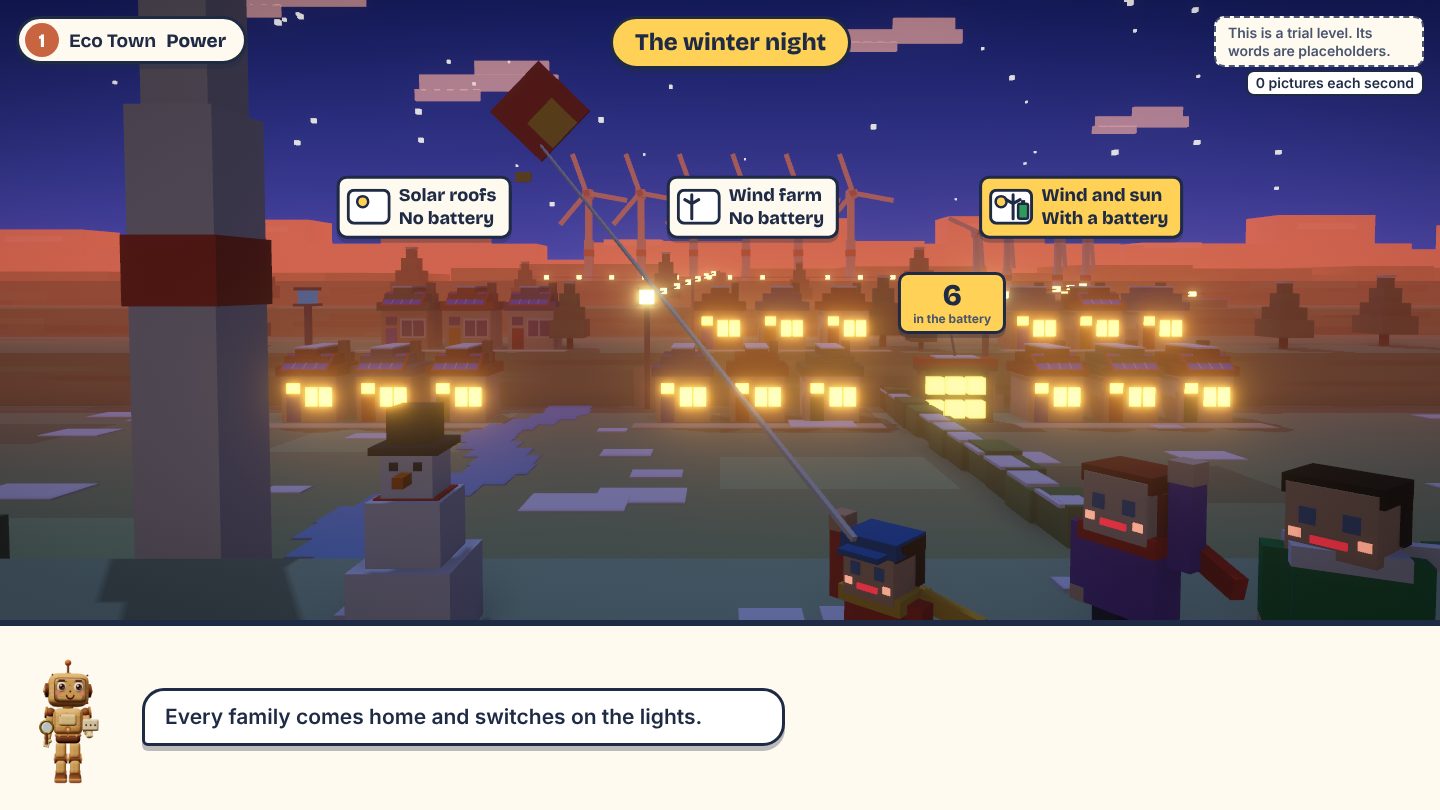 1 Eco Town Power
The winter night
This is a trial level. Its
words are placeholders.
0 pictures each second
Solar roofs
No battery
Wind farm
No battery
Wind and sun
With a battery
6
in the battery
Every family comes home and switches on the lights.